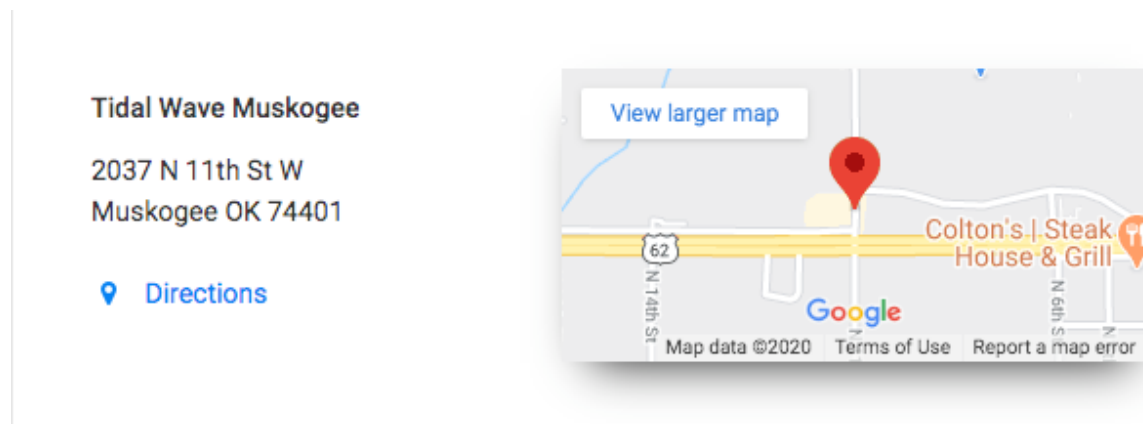 Tidal Wave Muskogee
2037 N 11th St W
Muskogee OK 74401
Directions
View larger map
Colton's | Steak
House & Grill
62
N 14th St
N 6th S
Google
Map data ©2020 Terms of Use Report a map error